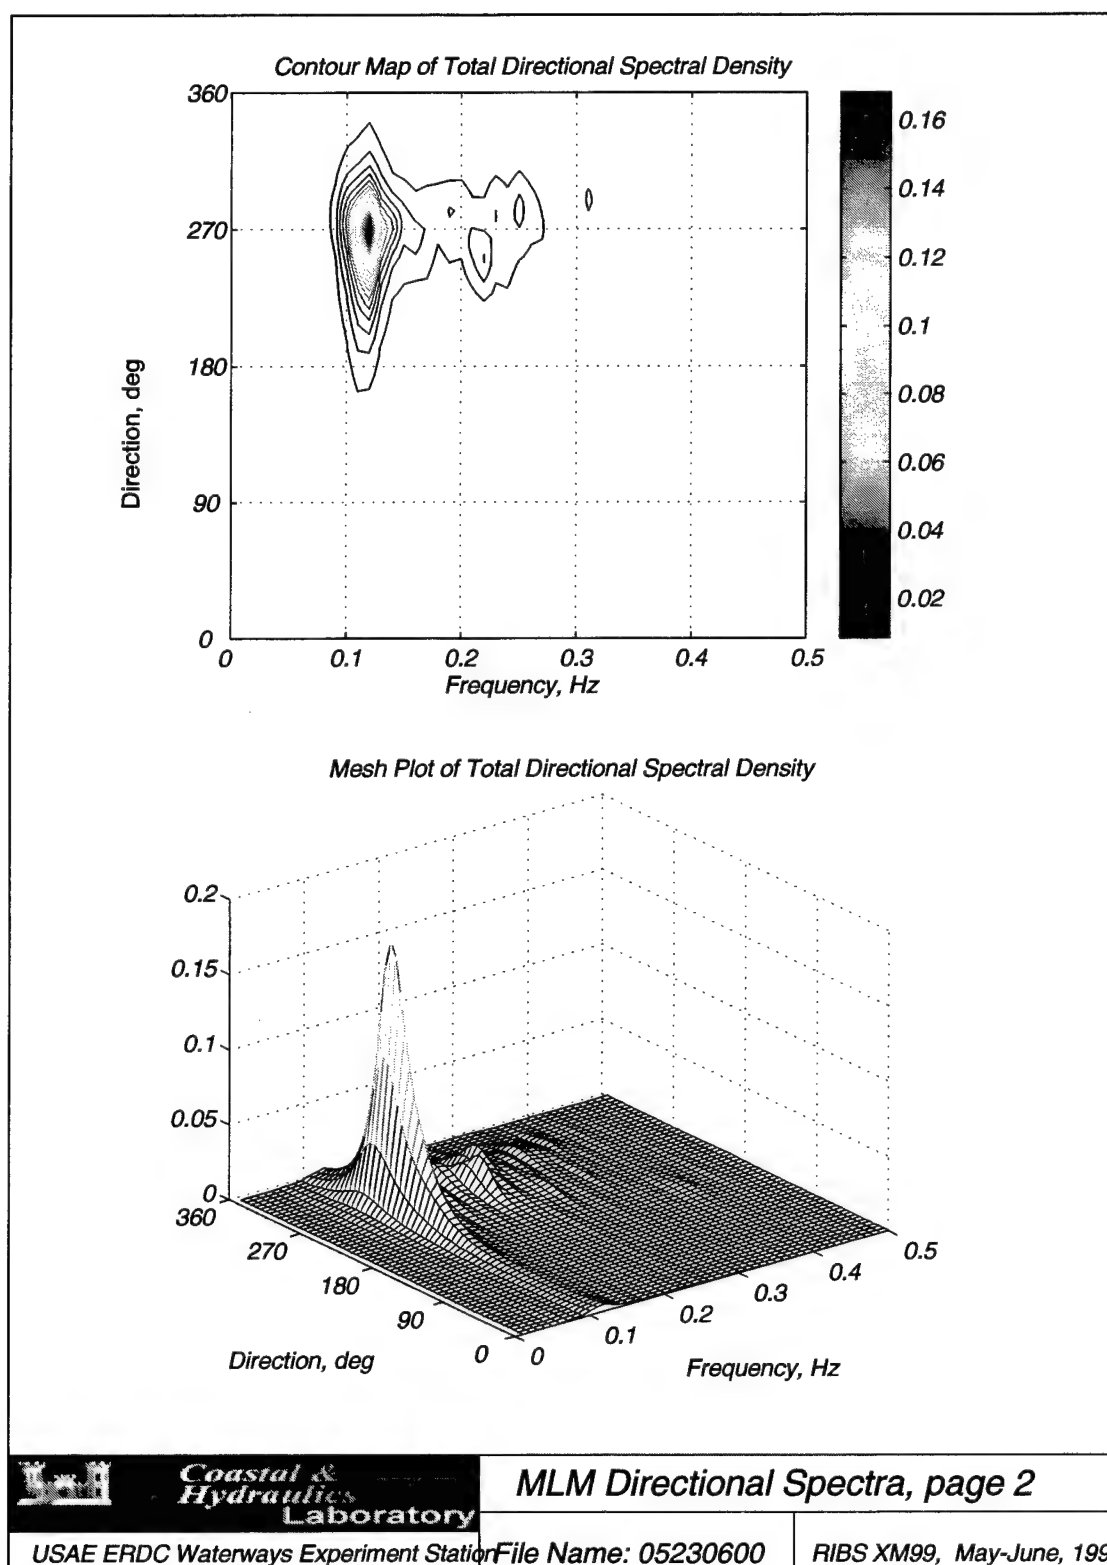 Contour Map of Total Directional Spectral Density
360
270
180
90
0
Direction, deg
0 0.1 0.2 0.3 0.4 0.5
Frequency, Hz
0.16
0.14
0.12
0.1
0.08
0.06
0.04
0.02
Mesh Plot of Total Directional Spectral Density
0.2
0.15
0.1
0.05
0
360
270
180
90
0
Direction, deg
0
0.1
0.2
0.3
0.4
0.5
Frequency, Hz
Coastal &
Hydraulics
Laboratory
USAE ERDC Waterways Experiment Station
MLM Directional Spectra, page 2
File Name: 05230600
RIBS XM99, May-June, 199